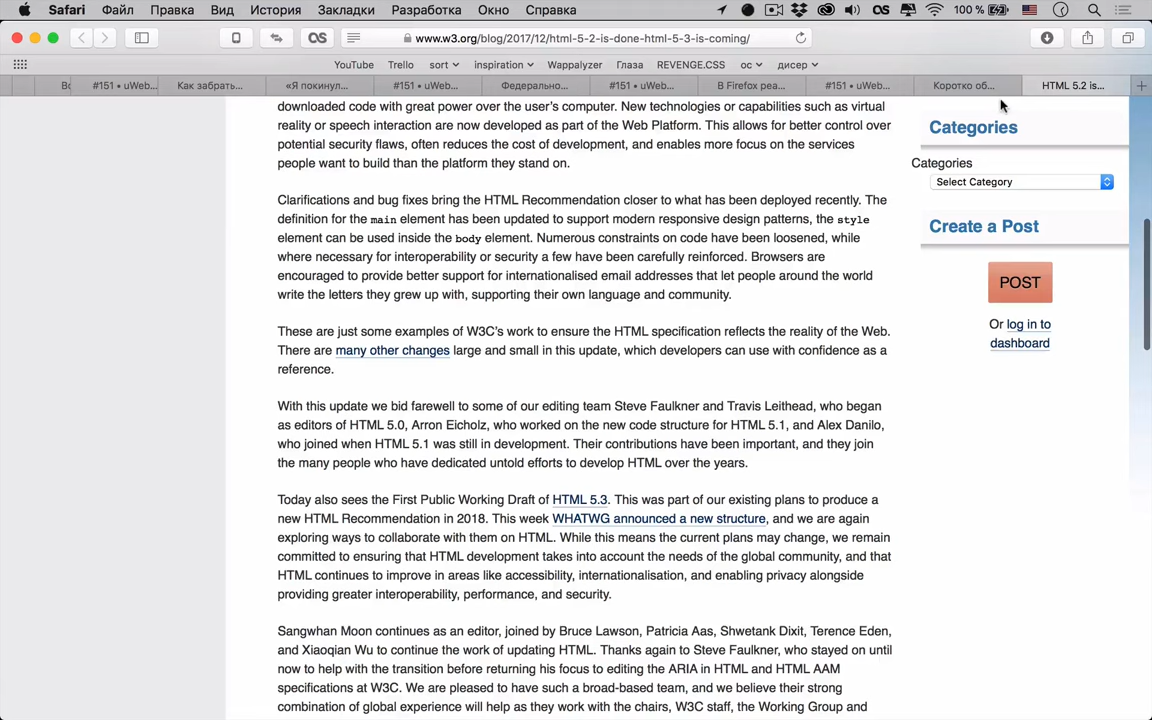 Safari Файл Правка Вид История Закладки Разработка Окно Справка 100 %
www.w3.org/blog/2017/12/html-5-2-is-done-html-5-3-is-coming/
YouTube Trello sort inspiration Wappalyzer Глаза REVENGE.CSS ос дисер
Вс #151 • uWeb... Как забрать... «Я покинул... #151 • uWeb... Федерально... #151 • uWeb... В Firefox реа... #151 • uWeb... Коротко об... HTML 5.2 is...
downloaded code with great power over the user's computer. New technologies or capabilities such as virtual
reality or speech interaction are now developed as part of the Web Platform. This allows for better control over
potential security flaws, often reduces the cost of development, and enables more focus on the services
people want to build than the platform they stand on.
Clarifications and bug fixes bring the HTML Recommendation closer to what has been deployed recently. The
definition for the main element has been updated to support modern responsive design patterns, the style
element can be used inside the body element. Numerous constraints on code have been loosened, while
where necessary for interoperability or security a few have been carefully reinforced. Browsers are
encouraged to provide better support for internationalised email addresses that let people around the world
write the letters they grew up with, supporting their own language and community.
These are just some examples of W3C's work to ensure the HTML specification reflects the reality of the Web.
There are many other changes large and small in this update, which developers can use with confidence as a
reference.
With this update we bid farewell to some of our editing team Steve Faulkner and Travis Leithead, who began
as editors of HTML 5.0, Arron Eicholz, who worked on the new code structure for HTML 5.1, and Alex Danilo,
who joined when HTML 5.1 was still in development. Their contributions have been important, and they join
the many people who have dedicated untold efforts to develop HTML over the years.
Today also sees the First Public Working Draft of HTML 5.3. This was part of our existing plans to produce a
new HTML Recommendation in 2018. This week WHATWG announced a new structure, and we are again
exploring ways to collaborate with them on HTML. While this means the current plans may change, we remain
committed to ensuring that HTML development takes into account the needs of the global community, and that
HTML continues to improve in areas like accessibility, internationalisation, and enabling privacy alongside
providing greater interoperability, performance, and security.
Sangwhan Moon continues as an editor, joined by Bruce Lawson, Patricia Aas, Shwetank Dixit, Terence Eden,
and Xiaoqian Wu to continue the work of updating HTML. Thanks again to Steve Faulkner, who stayed on until
now to help with the transition before returning his focus to editing the ARIA in HTML and HTML AAM
specifications at W3C. We are pleased to have such a broad-based team, and we believe their strong
combination of global experience will help as they work with the chairs, W3C staff, the Working Group and
Categories
Categories
Select Category
Create a Post
POST
Or log in to
dashboard